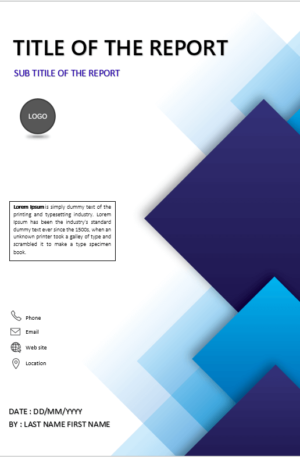 TITLE OF THE REPORT
SUB TITILE OF THE REPORT
LOGO
Lorem Ipsum is simply dummy text of the
printing and typesetting industry. Lorem
Ipsum has been the industry's standard
dummy text ever since the 1500s, when an
unknown printer took a galley of type and
scrambled it to make a type specimen
book.
Phone
Email
Web site
Location
DATE : DD/MM/YYYY
BY : LAST NAME FIRST NAME